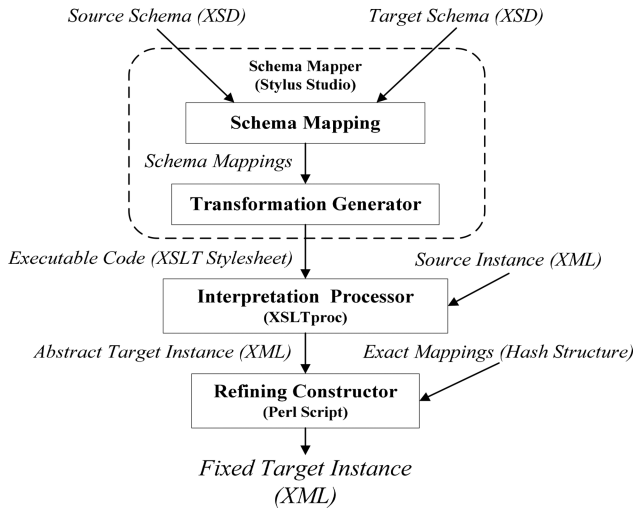 Source Schema (XSD)
Target Schema (XSD)
Schema Mapper
(Stylus Studio)
Schema Mapping
Schema Mappings
Transformation Generator
Executable Code (XSLT Stylesheet)
Source Instance (XML)
Interpretation Processor
(XSLTproc)
Abstract Target Instance (XML)
Exact Mappings (Hash Structure)
Refining Constructor
(Perl Script)
Fixed Target Instance
(XML)